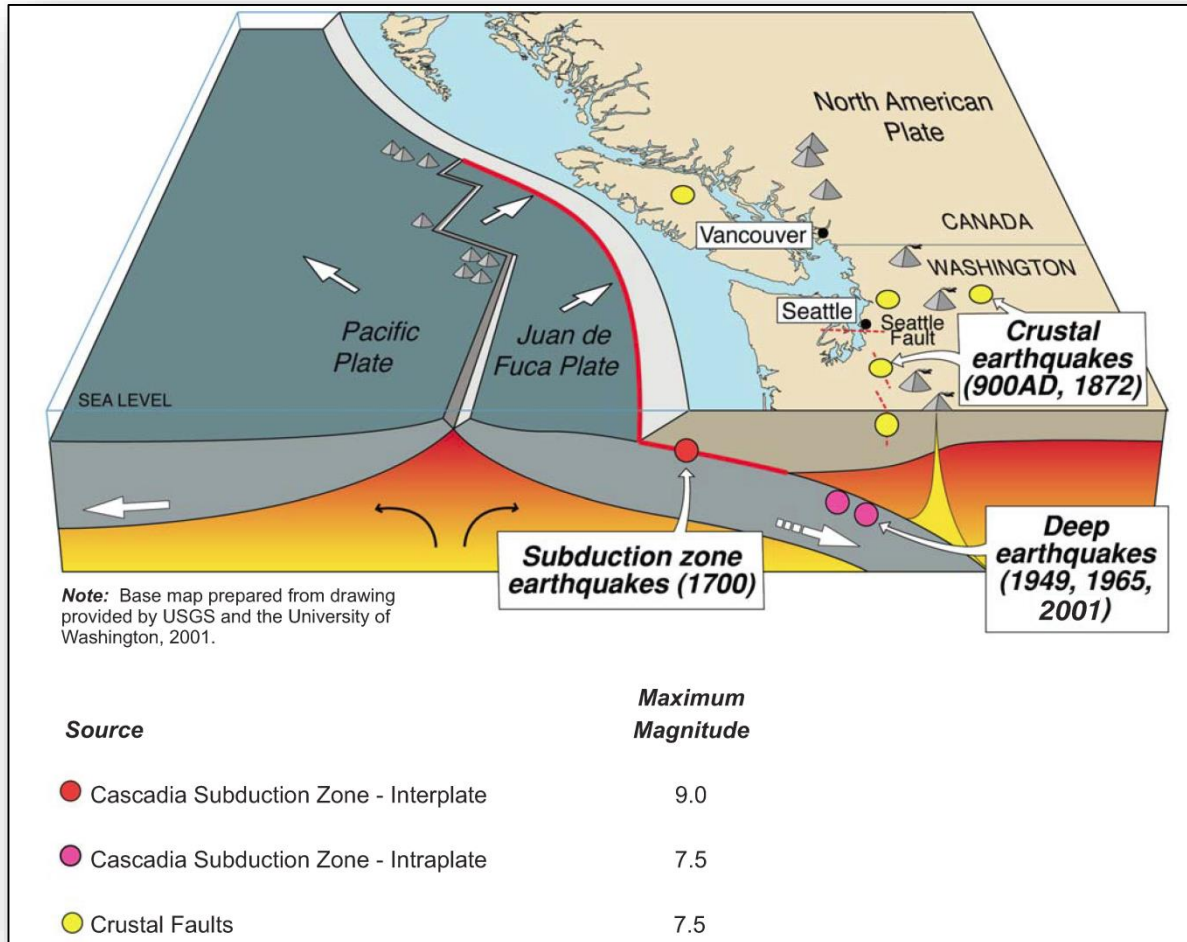 North American
Plate
CANADA
Vancouver
WASHINGTON
Seattle
Seattle
Fault
Crustal
earthquakes
(900AD, 1872)
Pacific
Plate
Juan de
Fuca Plate
SEA LEVEL
Subduction zone
earthquakes (1700)
Deep
earthquakes
(1949, 1965,
2001)
Note: Base map prepared from drawing
provided by USGS and the University of
Washington, 2001.
Source
Maximum
Magnitude
Cascadia Subduction Zone - Interplate 9.0
Cascadia Subduction Zone - Intraplate 7.5
Crustal Faults 7.5